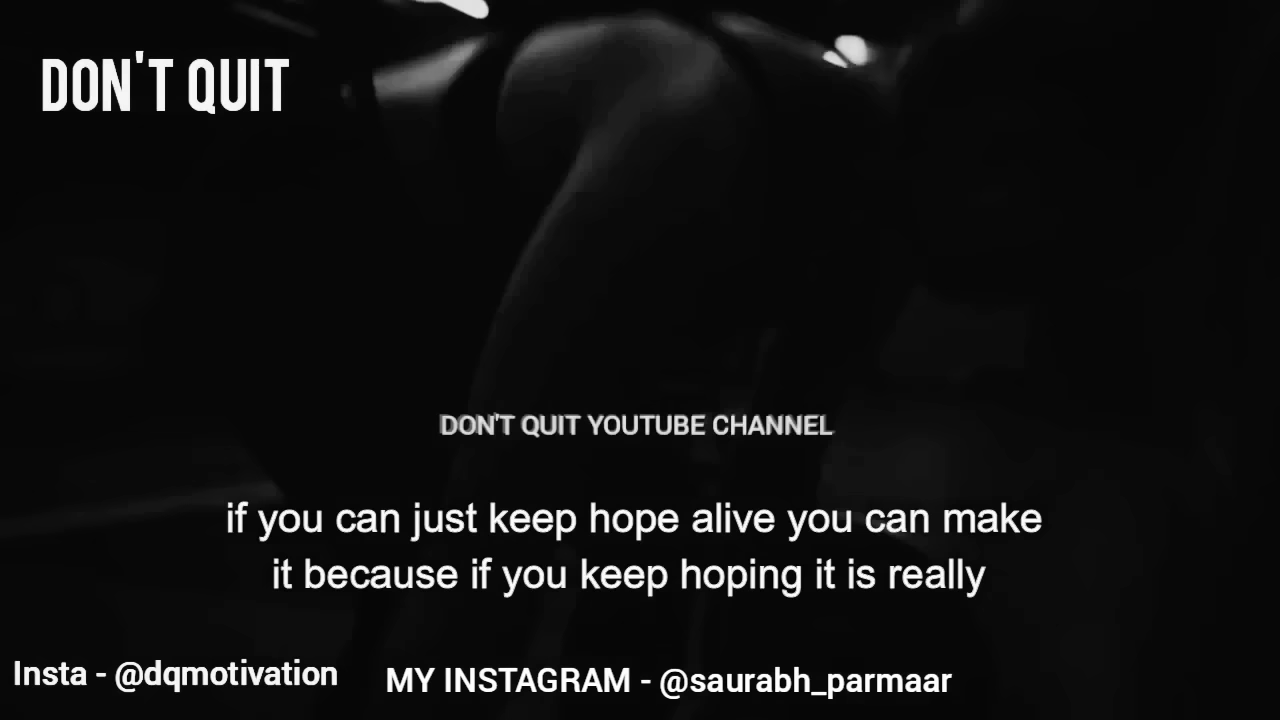 DON'T QUIT
DON'T QUIT YOUTUBE CHANNEL
if you can just keep hope alive you can make
it because if you keep hoping it is really
Insta - @dqmotivation
MY INSTAGRAM - @saurabh_parmaar